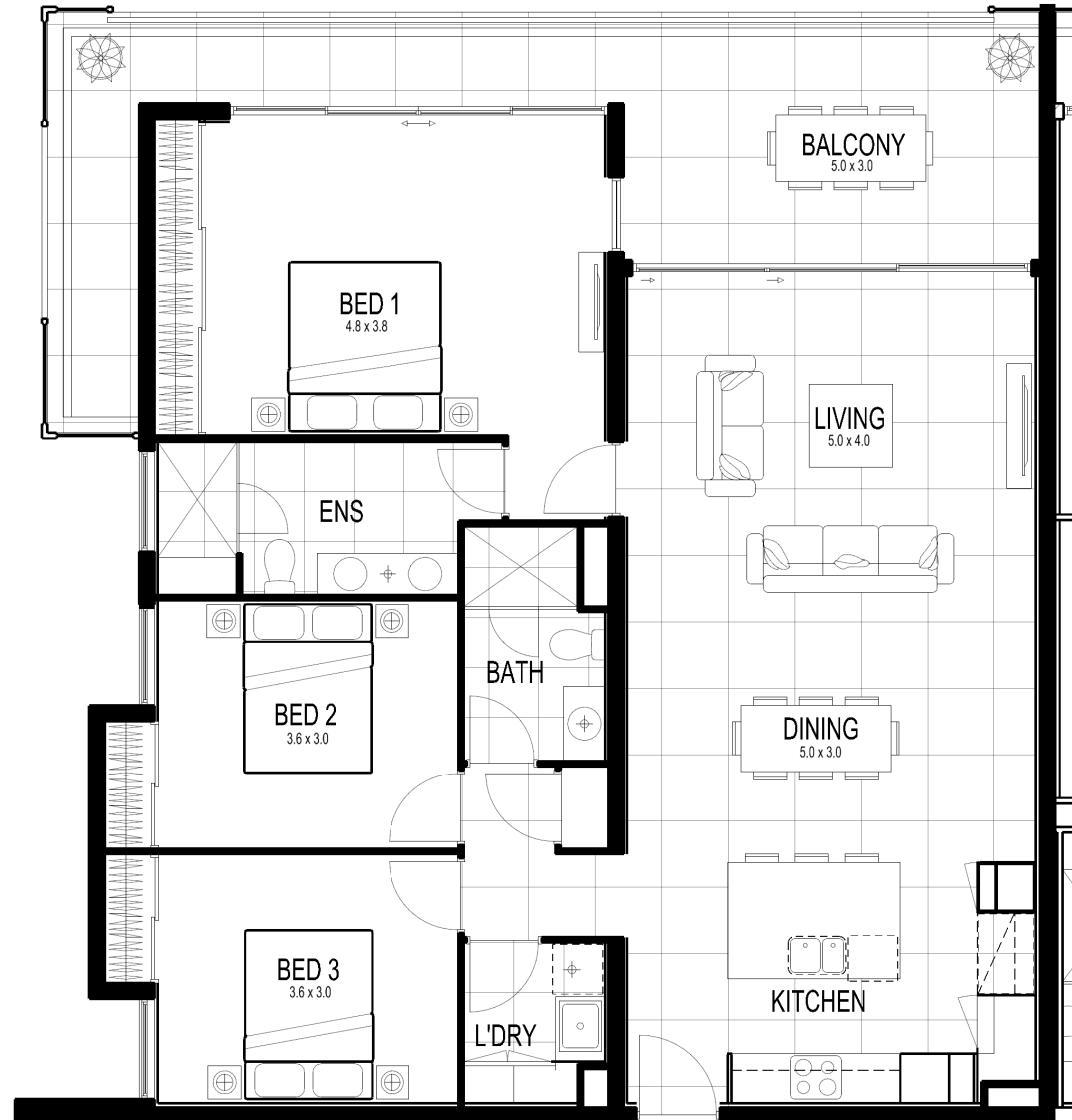 BALCONY
5.0 x 3.0
BED 1
4.8 x 3.8
LIVING
5.0 x 4.0
ENS
BATH
BED 2
3.6 x 3.0
DINING
5.0 x 3.0
BED 3
3.6 x 3.0
KITCHEN
L'DRY